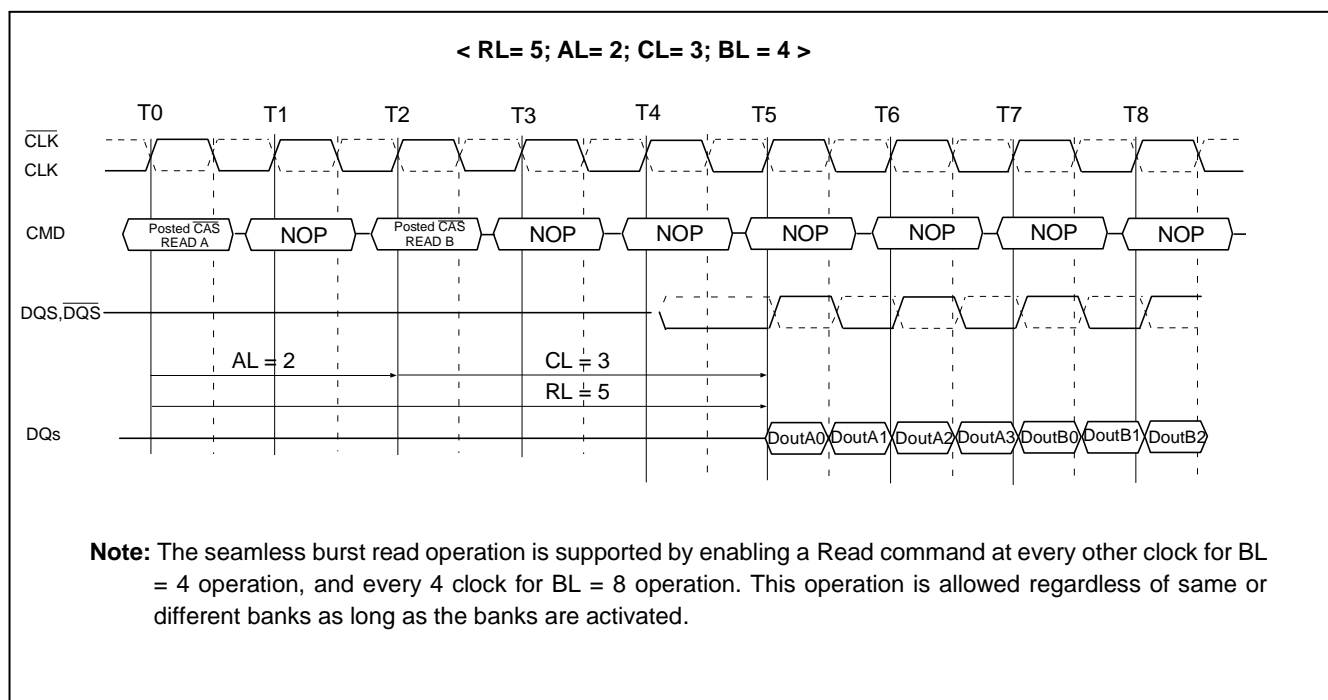 < RL= 5; AL= 2; CL= 3; BL = 4 >
T0 T1 T2 T3 T4 T5 T6 T7 T8
CLK
CLK
CMD
Posted CAS READ A
NOP
Posted CAS READ B
NOP
NOP
NOP
NOP
NOP
NOP
DQS,DQS
AL = 2
CL = 3
RL = 5
DQs
DoutA0 DoutA1 DoutA2 DoutA3 DoutB0 DoutB1 DoutB2
Note: The seamless burst read operation is supported by enabling a Read command at every other clock for BL
= 4 operation, and every 4 clock for BL = 8 operation. This operation is allowed regardless of same or
different banks as long as the banks are activated.